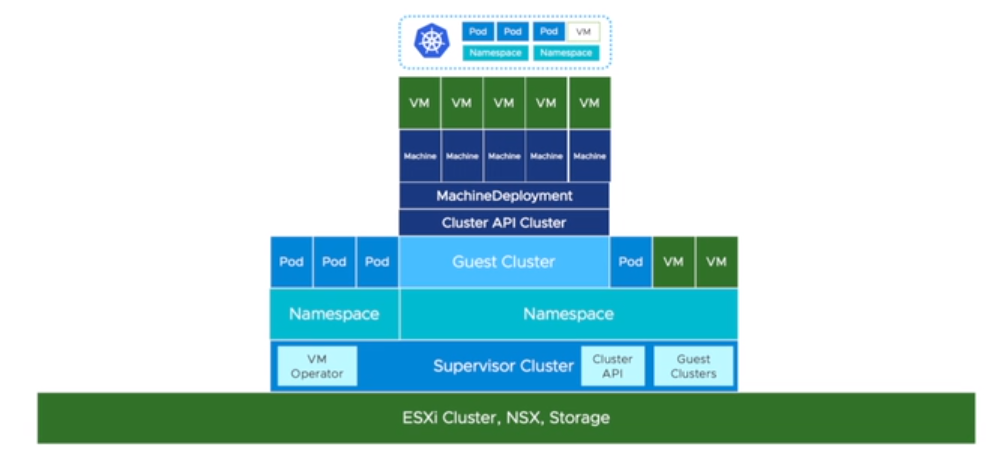 Pod Pod Pod VM
Namespace Namespace
VM VM VM VM VM
Machine Machine Machine Machine Machine
MachineDeployment
Cluster API Cluster
Pod Pod Pod Guest Cluster Pod VM VM
Namespace Namespace
VM
Operator
Supervisor Cluster
Cluster
API
Guest
Clusters
ESXi Cluster, NSX, Storage